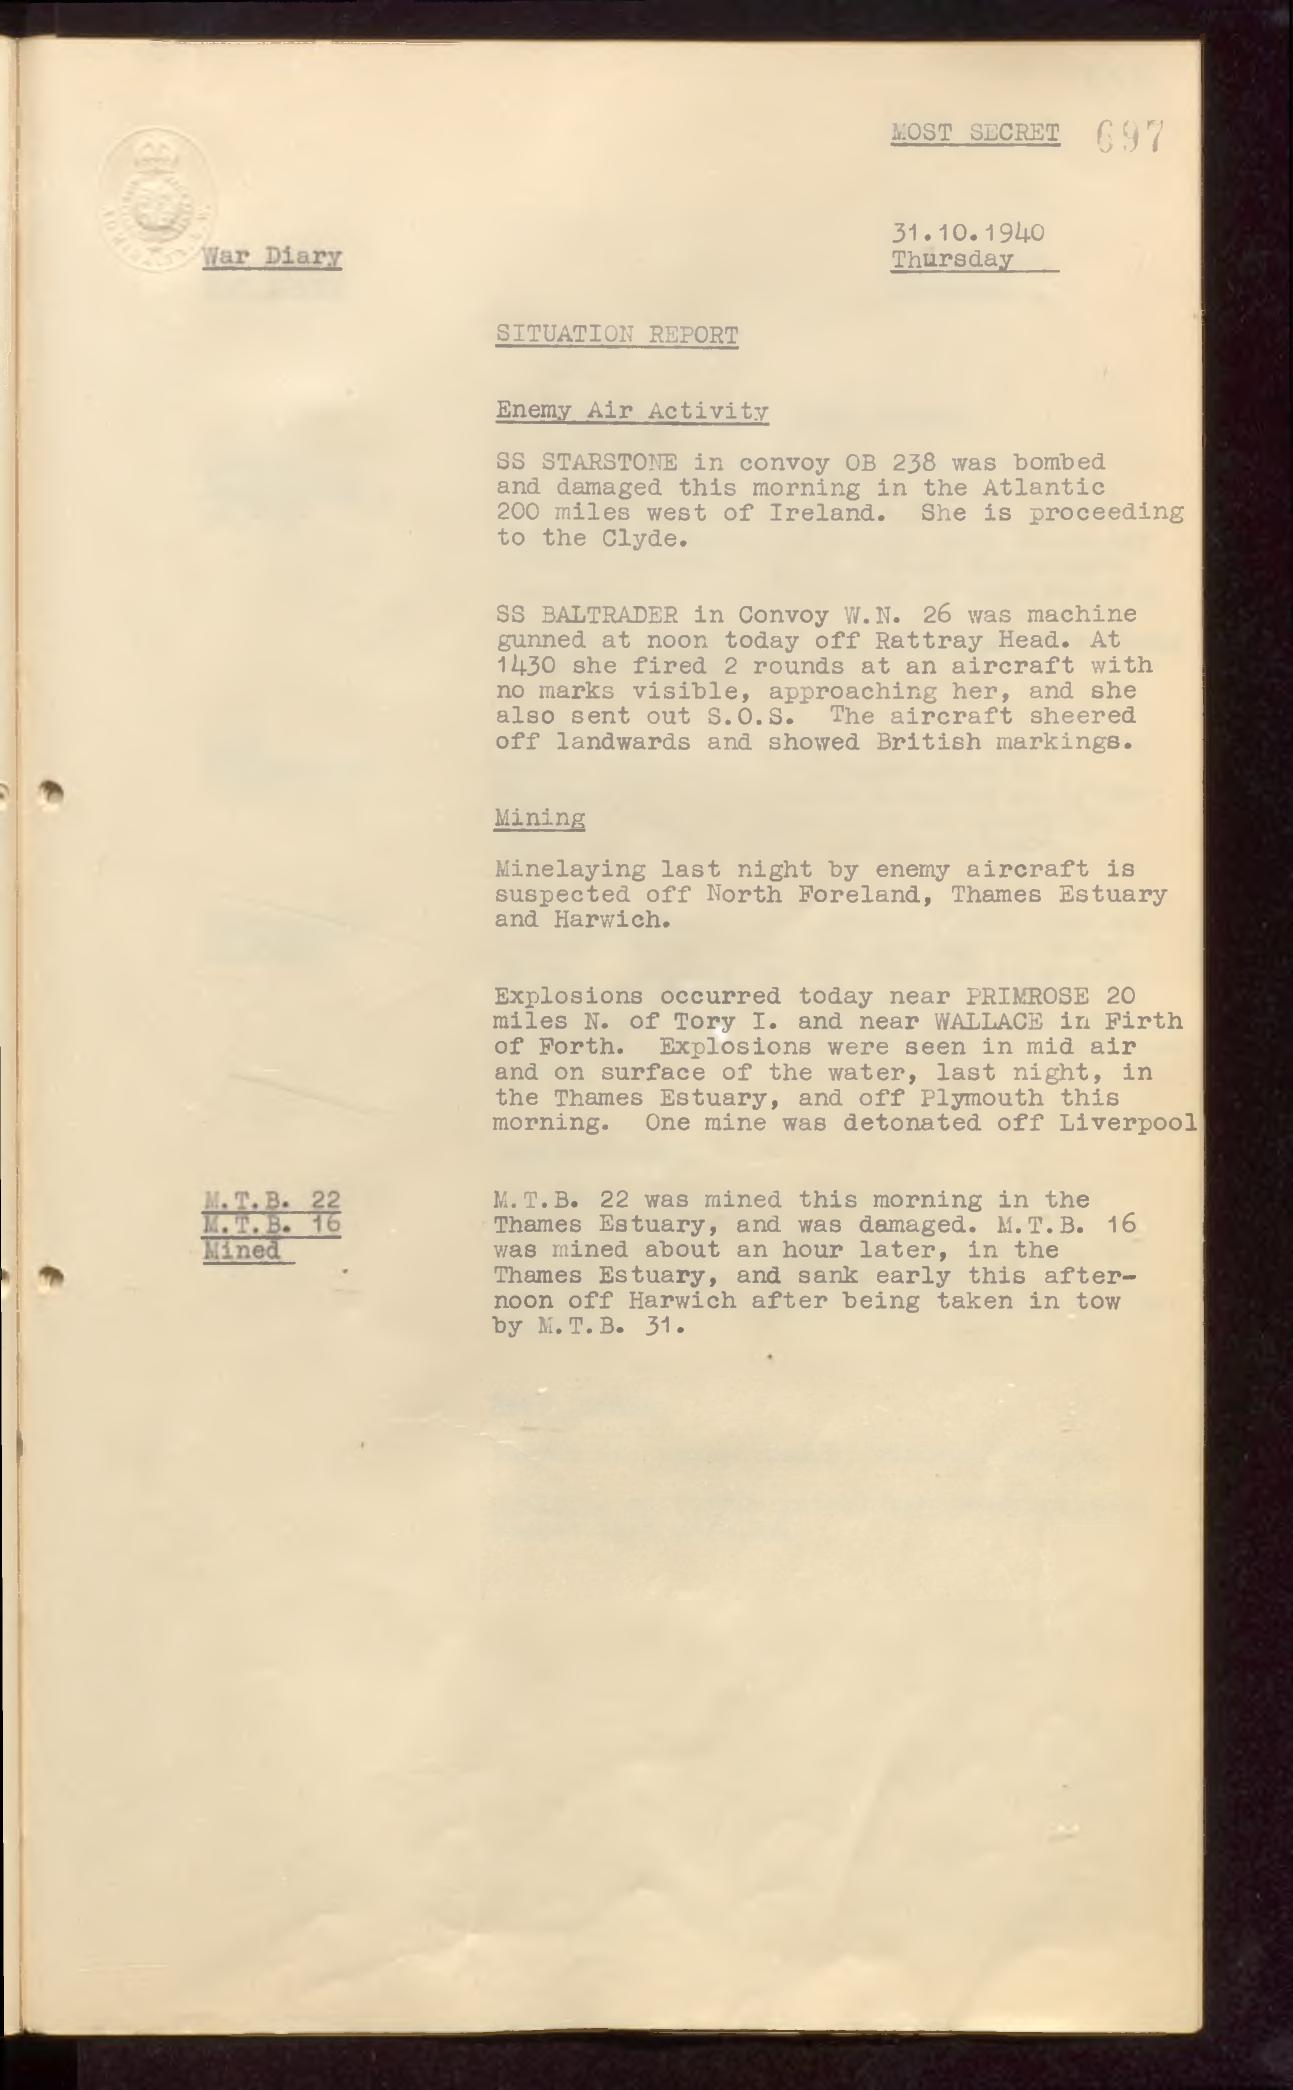 MOST SECRET 697
31.10.1940
Thursday
War Diary
SITUATION REPORT
Enemy Air Activity
SS STARSTONE in convoy OB 238 was bombed
and damaged this morning in the Atlantic
200 miles west of Ireland. She is proceeding
to the Clyde.
SS BALTRADER in Convoy W.N. 26 was machine
gunned at noon today off Rattray Head. At
1430 she fired 2 rounds at an aircraft with
no marks visible, approaching her, and she
also sent out S.O.S. The aircraft sheered
off landwards and showed British markings.
Mining
Minelaying last night by enemy aircraft is
suspected off North Foreland, Thames Estuary
and Harwich.
Explosions occurred today near PRIMROSE 20
miles N. of Tory I. and near WALLACE in Firth
of Forth. Explosions were seen in mid air
and on surface of the water, last night, in
the Thames Estuary, and off Plymouth this
morning. One mine was detonated off Liverpool
M.T.B. 22
M.T.B. 16
Mined
M.T.B. 22 was mined this morning in the
Thames Estuary, and was damaged. M.T.B. 16
was mined about an hour later, in the
Thames Estuary, and sank early this after-
noon off Harwich after being taken in tow
by M.T.B. 31.